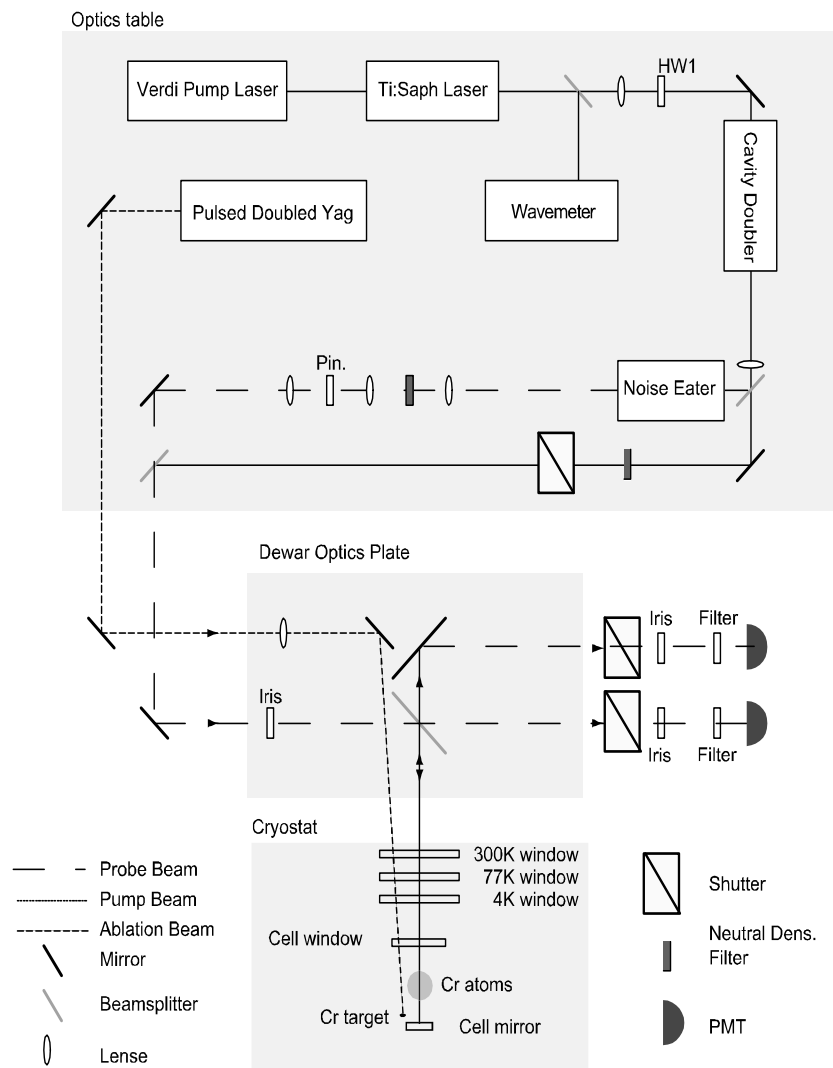 Optics table
HW1
Verdi Pump Laser
Ti:Saph Laser
Cavity Doubler
Pulsed Doubled Yag
Wavemeter
Pin.
Noise Eater
Dewar Optics Plate
Iris
Filter
Iris
Iris
Filter
Cryostat
300K window
77K window
4K window
Cell window
Cr atoms
Cr target
Cell mirror
Probe Beam
Pump Beam
Ablation Beam
Mirror
Beamsplitter
Lense
Shutter
Neutral Dens.
Filter
PMT